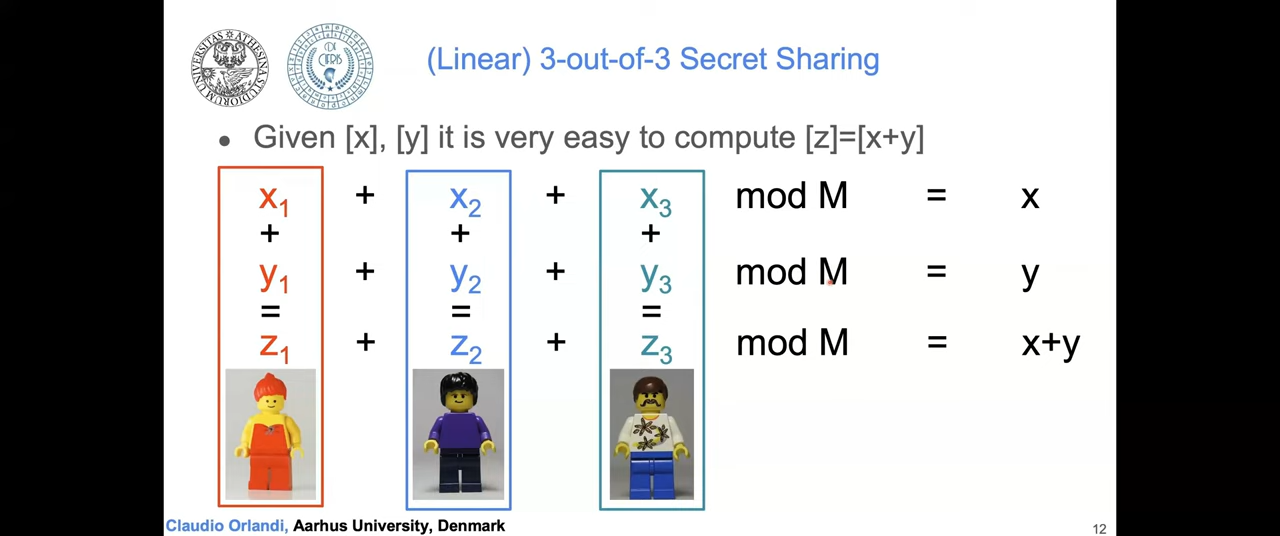 (Linear) 3-out-of-3 Secret Sharing
• Given [x], [y] it is very easy to compute [z]=[x+y]
x1 + x2 + x3 mod M = x
+ + +
y1 + y2 + y3 mod M = y
= = =
z1 + z2 + z3 mod M = x+y
Claudio Orlandi, Aarhus University, Denmark
12